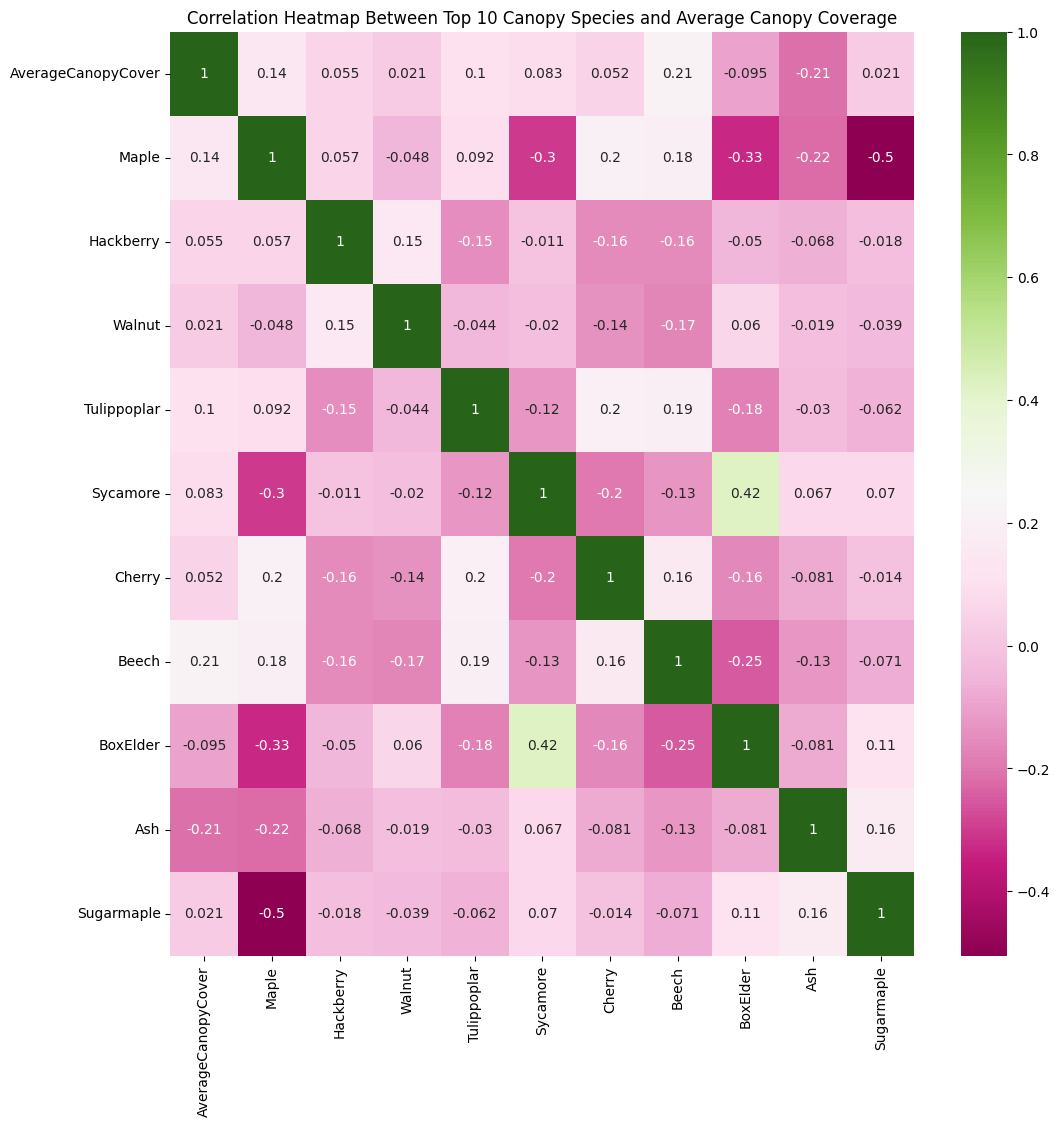 Correlation Heatmap Between Top 10 Canopy Species and Average Canopy Coverage
AverageCanopyCover 1 0.14 0.055 0.021 0.1 0.083 0.052 0.21 -0.095 -0.21 0.021
Maple 0.14 1 0.057 -0.048 0.092 -0.3 0.2 0.18 -0.33 -0.22 -0.5
Hackberry 0.055 0.057 1 0.15 -0.15 -0.011 -0.16 -0.16 -0.05 -0.068 -0.018
Walnut 0.021 -0.048 0.15 1 -0.044 -0.02 -0.14 -0.17 0.06 -0.019 -0.039
Tulippoplar 0.1 0.092 -0.15 -0.044 1 -0.12 0.2 0.19 -0.18 -0.03 -0.062
Sycamore 0.083 -0.3 -0.011 -0.02 -0.12 1 -0.2 -0.13 0.42 0.067 0.07
Cherry 0.052 0.2 -0.16 -0.14 0.2 -0.2 1 0.16 -0.16 -0.081 -0.014
Beech 0.21 0.18 -0.16 -0.17 0.19 -0.13 0.16 1 -0.25 -0.13 -0.071
BoxElder -0.095 -0.33 -0.05 0.06 -0.18 0.42 -0.16 -0.25 1 -0.081 0.11
Ash -0.21 -0.22 -0.068 -0.019 -0.03 0.067 -0.081 -0.13 -0.081 1 0.16
Sugarmaple 0.021 -0.5 -0.018 -0.039 -0.062 0.07 -0.014 -0.071 0.11 0.16 1
AverageCanopyCover Maple Hackberry Walnut Tulippoplar Sycamore Cherry Beech BoxElder Ash Sugarmaple
1.0
0.8
0.6
0.4
0.2
0.0
−0.2
−0.4